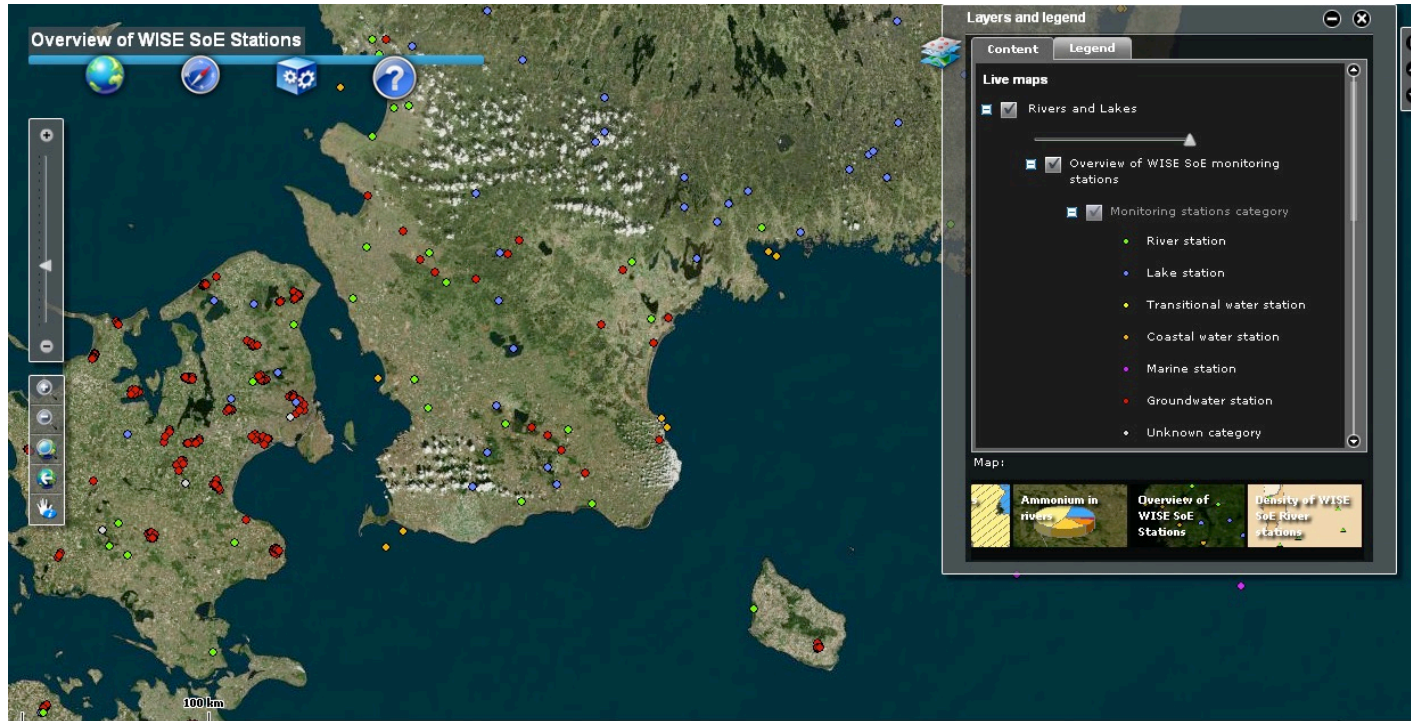 Overview of WISE SoE Stations
?
100 km
Layers and legend
Content
Legend
Live maps
Rivers and Lakes
Overview of WISE SoE monitoring
stations
Monitoring stations category
River station
Lake station
Transitional water station
Coastal water station
Marine station
Groundwater station
Unknown category
Map:
s
Ammonium in
rivers
Overview of
WISE SoE
Stations
Density of WISE
SoE River
stations